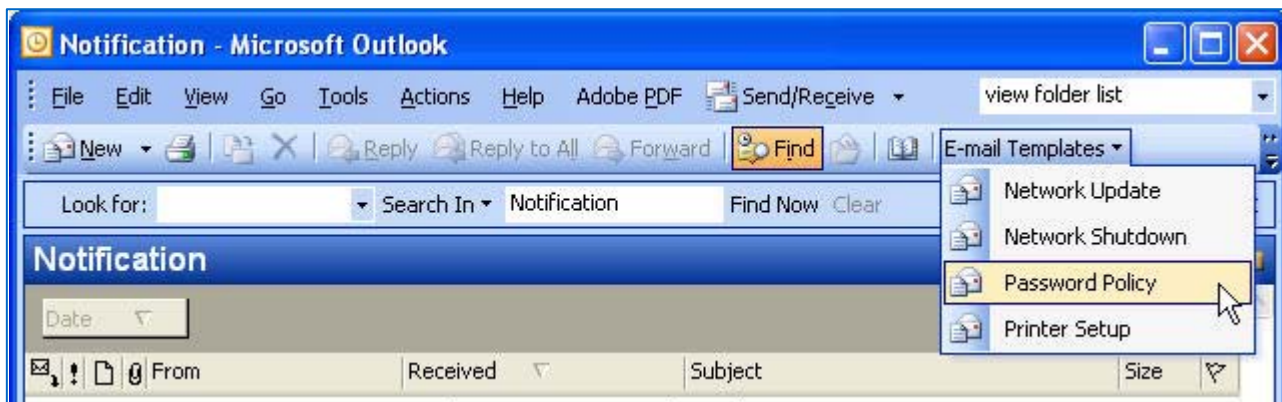 Notification - Microsoft Outlook
File Edit View Go Tools Actions Help Adobe PDF Send/Receive view folder list
New Reply Reply to All Forward Find E-mail Templates
Network Update
Look for: Search In Notification Find Now Clear
Network Shutdown
Notification
Password Policy
Date
Printer Setup
From Received Subject Size